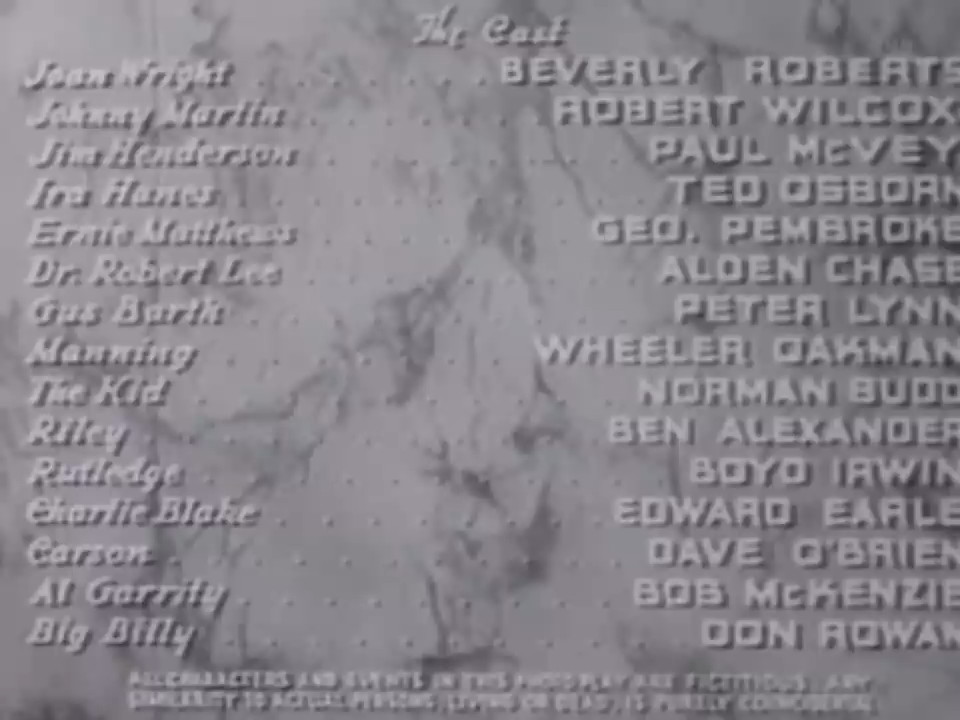 The Cast
Joan Wright . . . . . . . BEVERLY ROBERTS
Johnny Martin . . . . . . . ROBERT WILCOX
Jim Henderson . . . . . . . . PAUL McVEY
Ira Hanes . . . . . . . . . . TED OSBORN
Ernie Matthews . . . . . . . GEO. PEMBROKE
Dr. Robert Lee . . . . . . . . ALDEN CHASE
Gus Barth . . . . . . . . . . PETER LYNN
Manning . . . . . . . . WHEELER OAKMAN
The Kid . . . . . . . . . . NORMAN BUDD
Riley . . . . . . . . . . BEN ALEXANDER
Rutledge . . . . . . . . . . BOYD IRWIN
Charlie Blake . . . . . . . . EDWARD EARLE
Carson . . . . . . . . . . DAVE O'BRIEN
Al Garrity . . . . . . . . . BOB McKENZIE
Big Billy . . . . . . . . . . DON ROWAN
ALL CHARACTERS AND EVENTS IN THIS PHOTOPLAY ARE FICTITIOUS. ANY
SIMILARITY TO ACTUAL PERSONS, LIVING OR DEAD, IS PURELY COINCIDENTAL